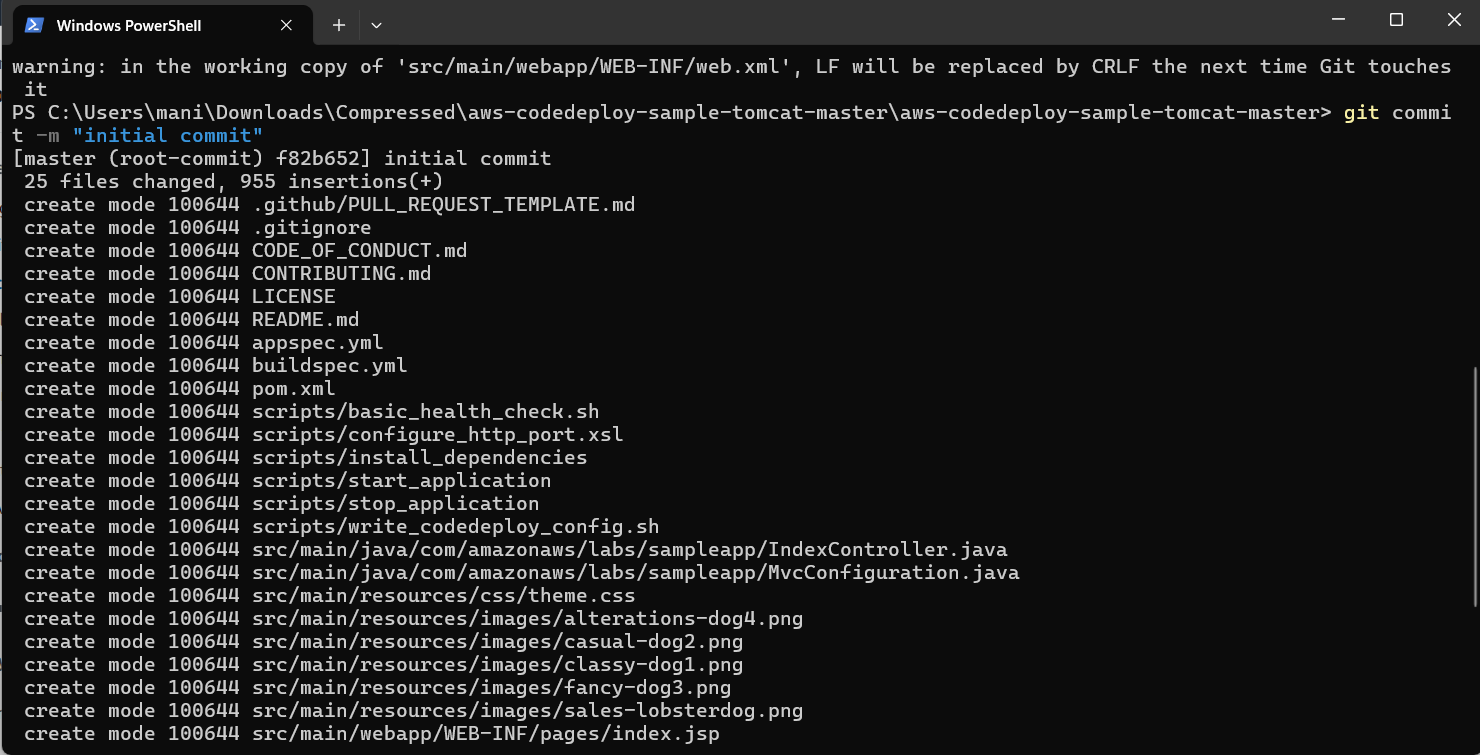 Windows PowerShell
warning: in the working copy of 'src/main/webapp/WEB-INF/web.xml', LF will be replaced by CRLF the next time Git touches
 it
PS C:\Users\mani\Downloads\Compressed\aws-codedeploy-sample-tomcat-master\aws-codedeploy-sample-tomcat-master> git commi
t -m "initial commit"
[master (root-commit) f82b652] initial commit
 25 files changed, 955 insertions(+)
 create mode 100644 .github/PULL_REQUEST_TEMPLATE.md
 create mode 100644 .gitignore
 create mode 100644 CODE_OF_CONDUCT.md
 create mode 100644 CONTRIBUTING.md
 create mode 100644 LICENSE
 create mode 100644 README.md
 create mode 100644 appspec.yml
 create mode 100644 buildspec.yml
 create mode 100644 pom.xml
 create mode 100644 scripts/basic_health_check.sh
 create mode 100644 scripts/configure_http_port.xsl
 create mode 100644 scripts/install_dependencies
 create mode 100644 scripts/start_application
 create mode 100644 scripts/stop_application
 create mode 100644 scripts/write_codedeploy_config.sh
 create mode 100644 src/main/java/com/amazonaws/labs/sampleapp/IndexController.java
 create mode 100644 src/main/java/com/amazonaws/labs/sampleapp/MvcConfiguration.java
 create mode 100644 src/main/resources/css/theme.css
 create mode 100644 src/main/resources/images/alterations-dog4.png
 create mode 100644 src/main/resources/images/casual-dog2.png
 create mode 100644 src/main/resources/images/classy-dog1.png
 create mode 100644 src/main/resources/images/fancy-dog3.png
 create mode 100644 src/main/resources/images/sales-lobsterdog.png
 create mode 100644 src/main/webapp/WEB-INF/pages/index.jsp